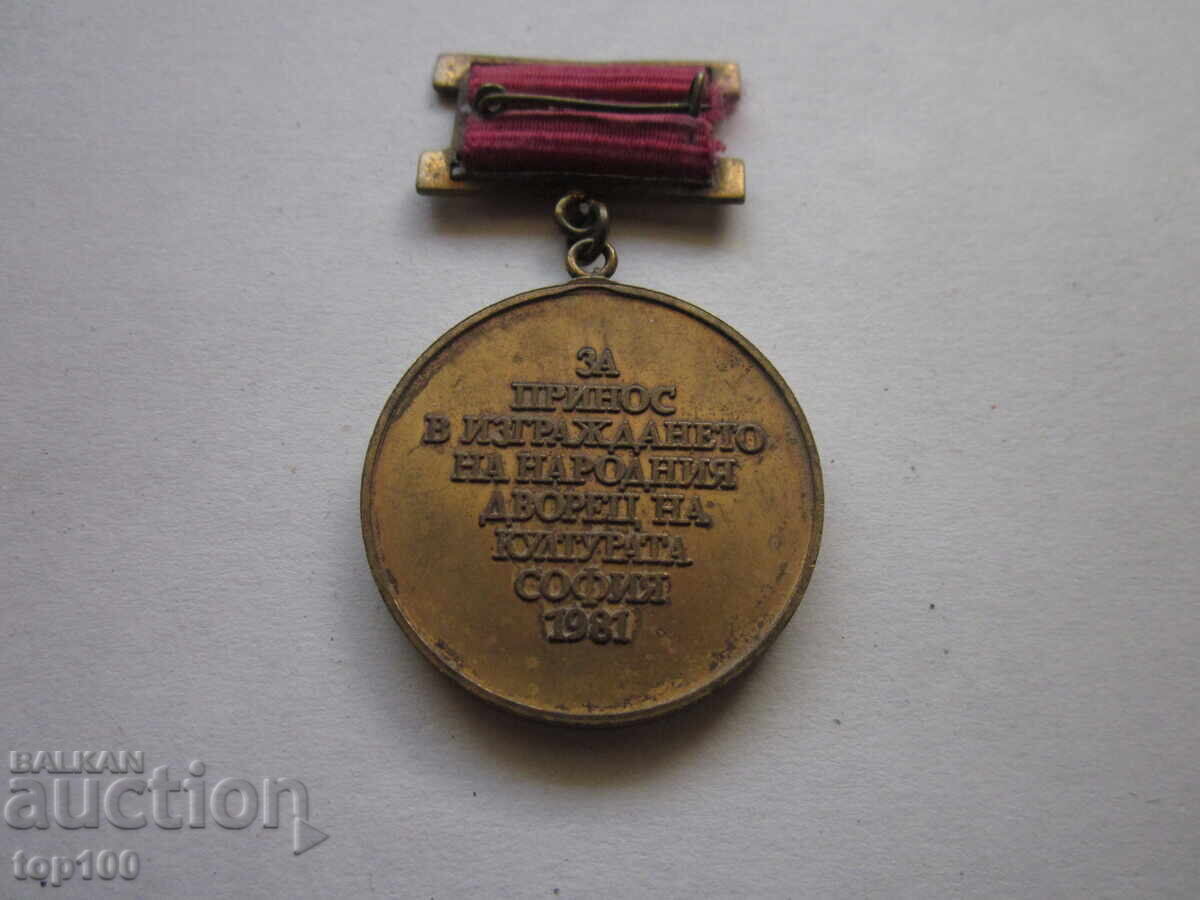 ЗА
ПРИНОС
В ИЗГРАЖДАНЕТО
НА НАРОДНИЯ
ДВОРЕЦ НА
КУЛТУРАТА
СОФИЯ
1981
BALKAN
auction
top100